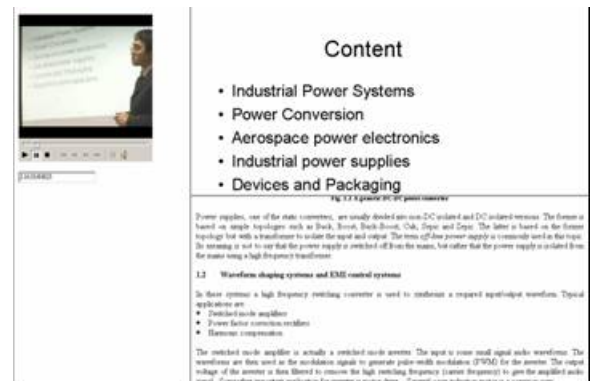 Content
• Industrial Power Systems
• Power Conversion
• Aerospace power electronics
• Industrial power supplies
• Devices and Packaging
Power supplies, one of the static converters, are usually divided into non-DC isolated and DC isolated versions. The former is
based on simple topologies such as Buck, Boost, Buck-Boost, Cuk, Sepic and Zepic. The latter is based on the former
topology but with a transformer to isolate the input and output. The term off-line power supply is commonly used in this topic.
Its meaning is not to say that the power supply is switched off from the mains, but rather that the power supply is isolated from
the mains using a high frequency transformer.
1.2 Waveform shaping systems and EMI control systems
In these systems a high frequency switching converter is used to synthesize a required input/output waveform. Typical
applications are
• Switched mode amplifiers
• Power factor correction rectifiers
• Harmonic compensation
The switched mode amplifier is actually a switched mode inverter. The input is some small signal audio waveforms. The
waveforms are then used as the modulation signals to generate pulse-width modulation (PWM) for the inverter. The output
voltage of the inverter is then filtered to remove the high switching frequency (carrier frequency) to give the amplified audio